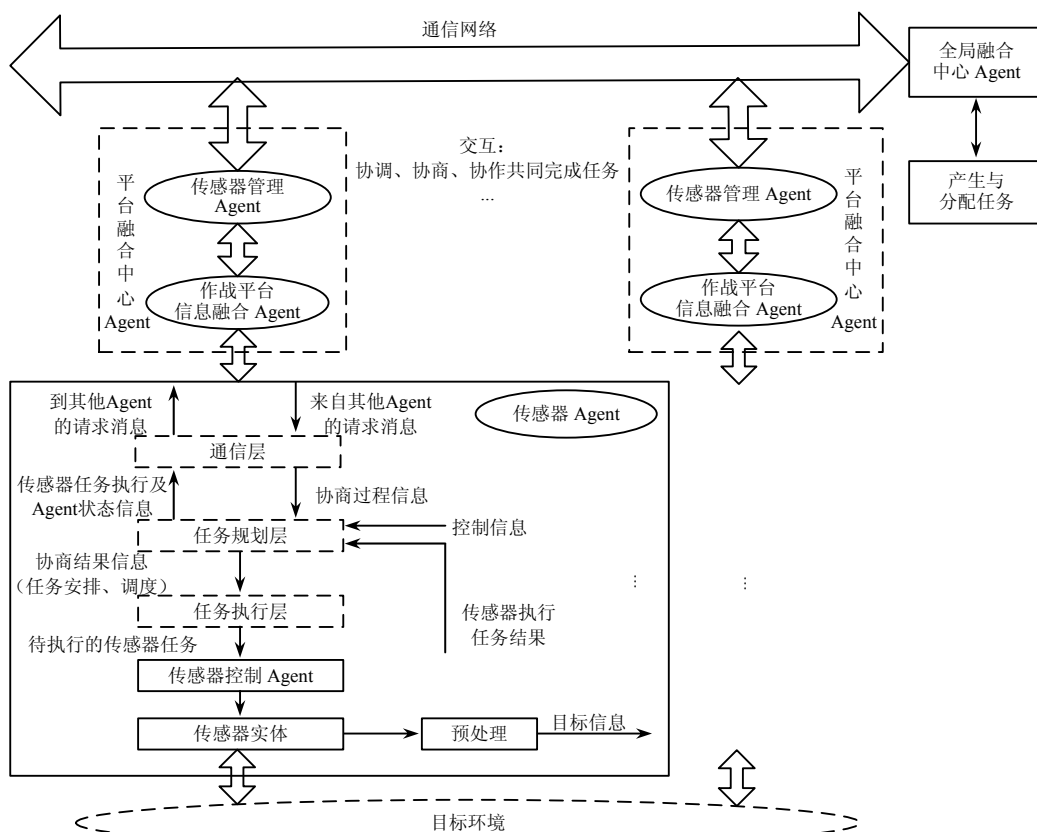 通信网络
全局融合
中心 Agent
产生与
分配任务
交互：
协调、协商、协作共同完成任务
...
平台融合中心
Agent
传感器管理
Agent
作战平台
信息融合 Agent
传感器管理 Agent
作战平台
信息融合 Agent
平台融合中心
Agent
到其他Agent
的请求消息
来自其他Agent
的请求消息
传感器 Agent
通信层
传感器任务执行及
Agent状态信息
协商过程信息
任务规划层
控制信息
协商结果信息
（任务安排、调度）
任务执行层
传感器执行
任务结果
...
...
待执行的传感器任务
传感器控制 Agent
传感器实体
预处理
目标信息
目标环境